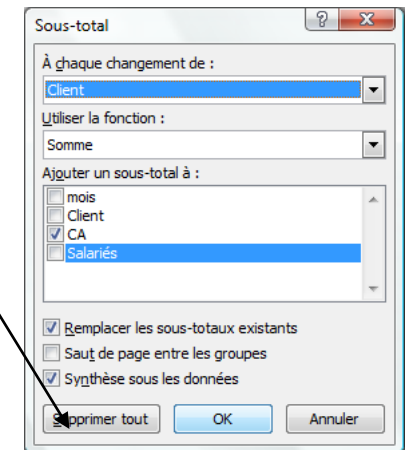 Sous-total
À chaque changement de :
Client
Utiliser la fonction :
Somme
Ajouter un sous-total à :
mois
Client
CA
Salariés
Remplacer les sous-totaux existants
Saut de page entre les groupes
Synthèse sous les données
Supprimer tout OK Annuler